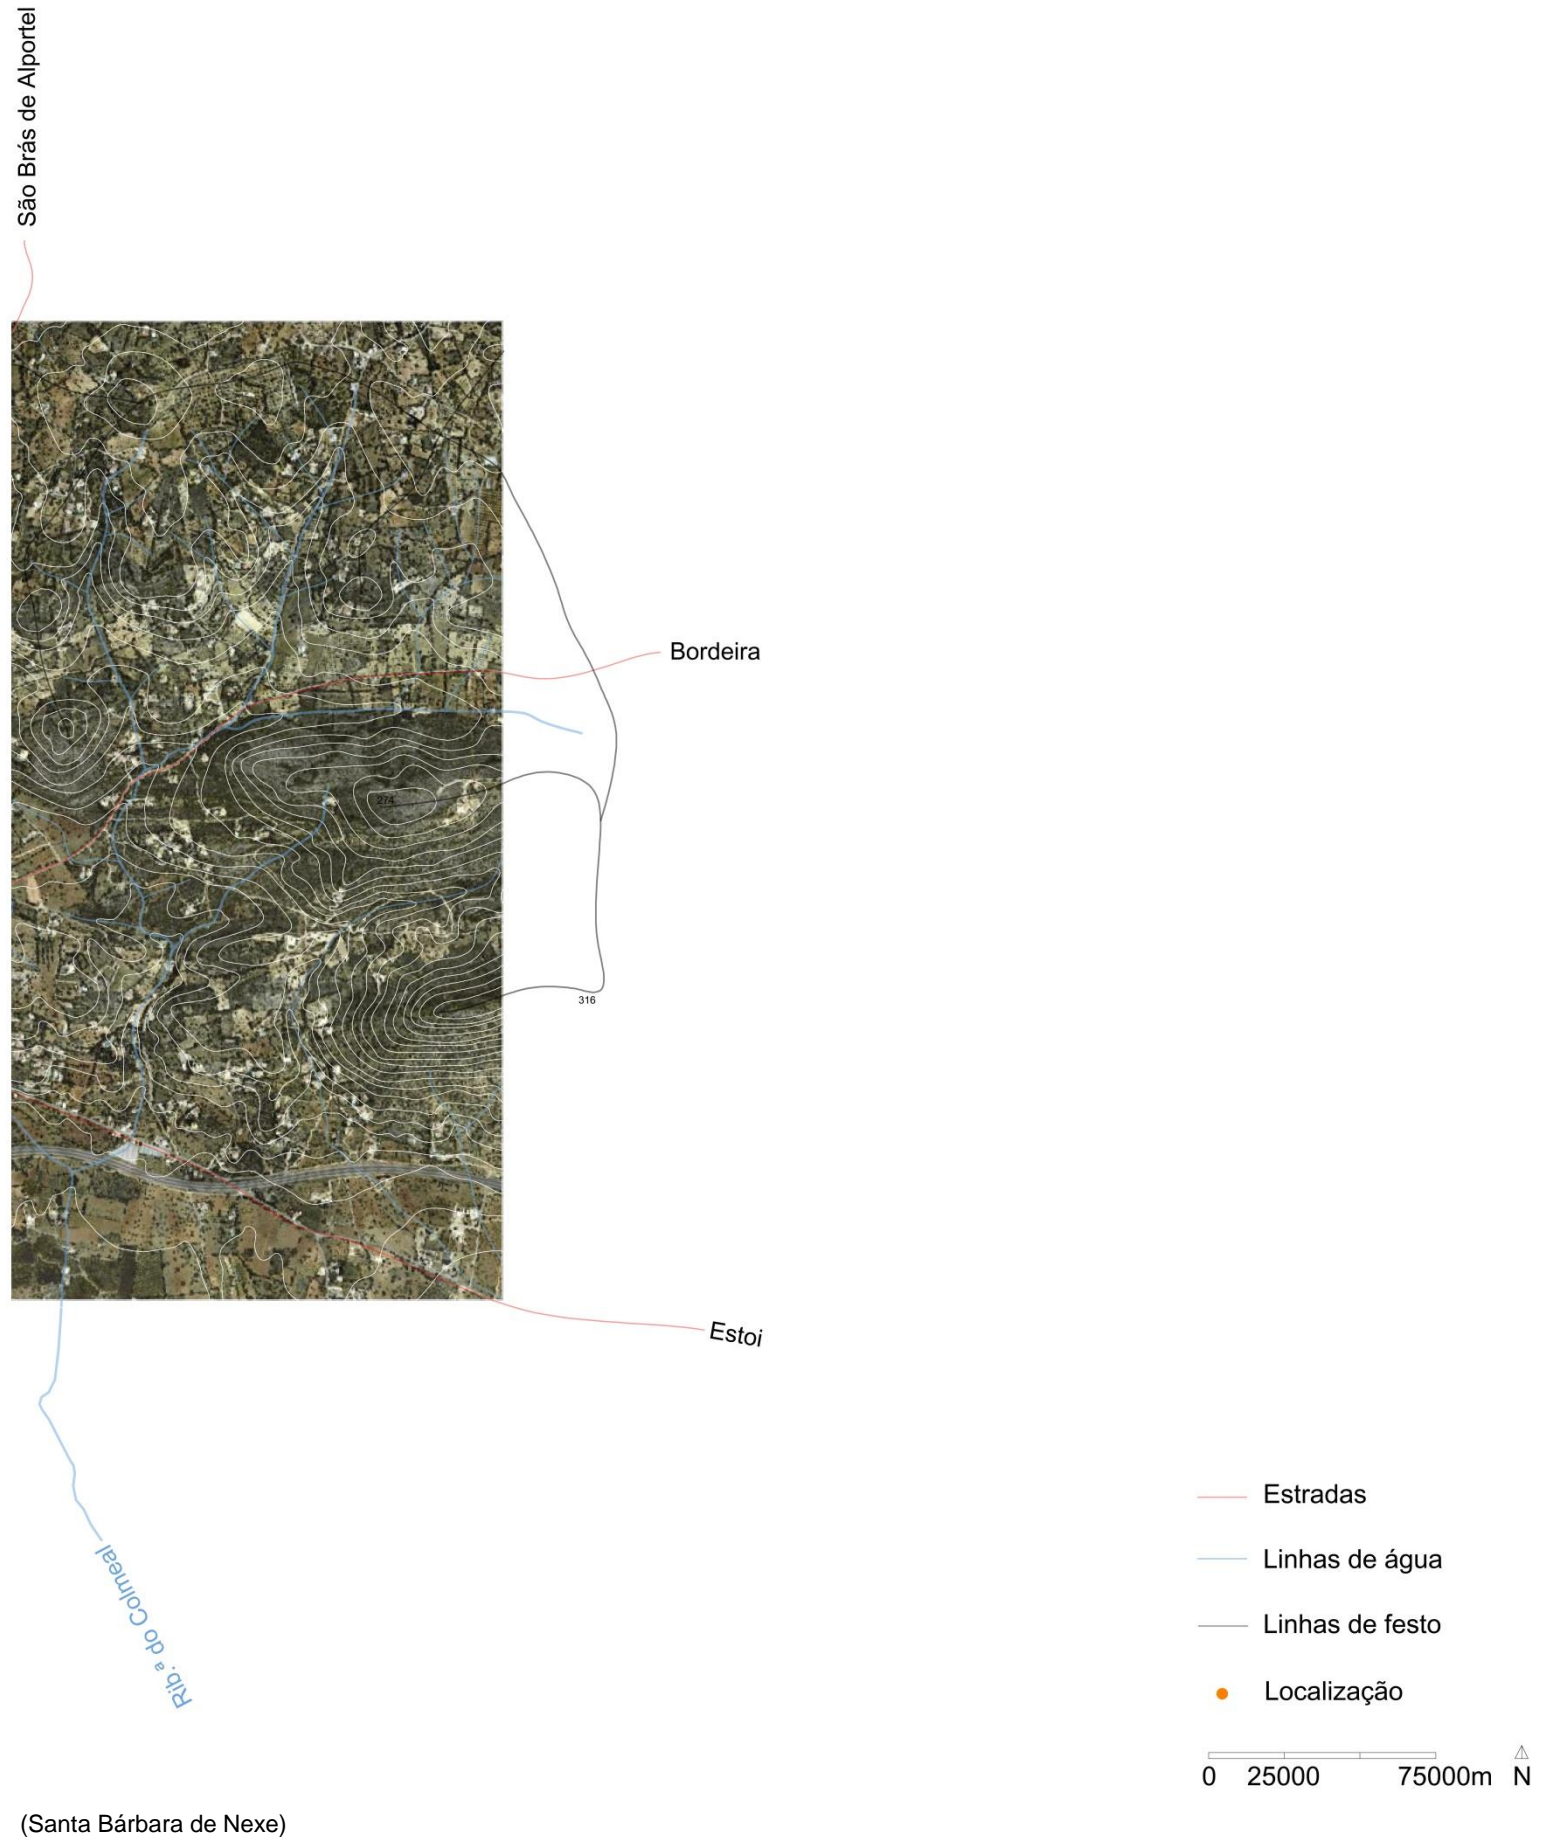 São Brás de Alportel
Bordeira
274
316
Estoi
Rib.ª do Colmeal
Estradas
Linhas de água
Linhas de festo
Localização
0 25000 75000m N
(Santa Bárbara de Nexe)